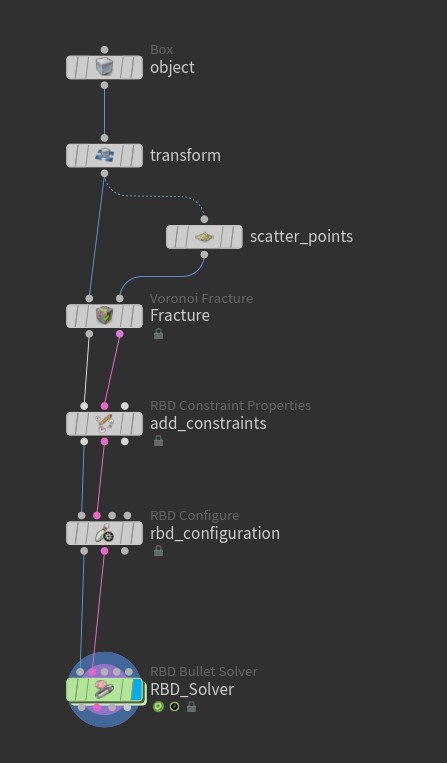 Box
object
transform
scatter_points
Voronoi Fracture
Fracture
RBD Constraint Properties
add_constraints
RBD Configure
rbd_configuration
RBD Bullet Solver
RBD_Solver